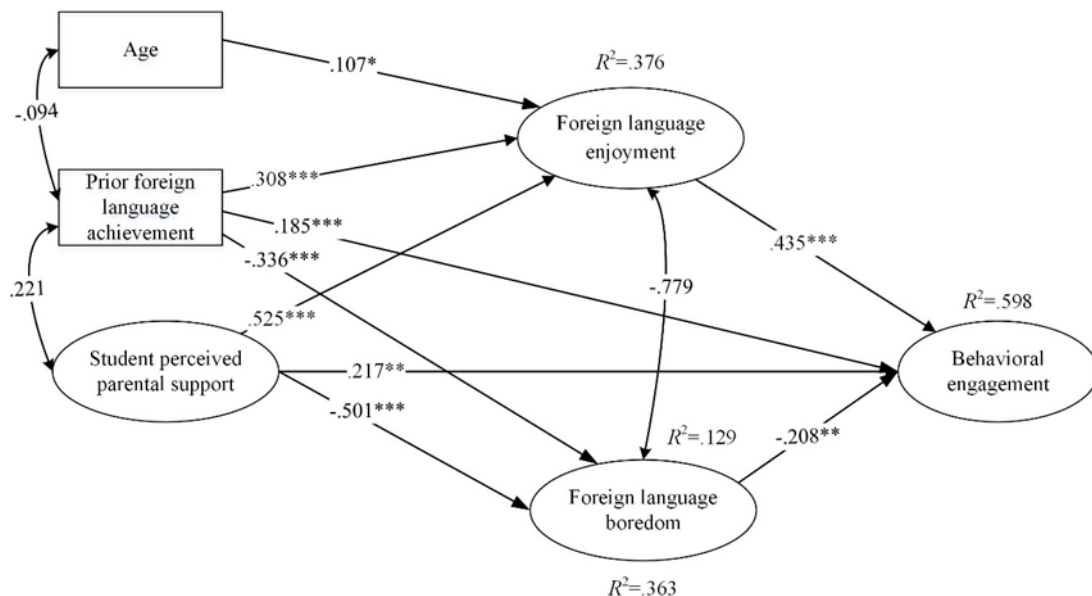 Age
.107*
R²=.376
-.094
Foreign language
enjoyment
Prior foreign
language
achievement
.308***
.185***
-.336***
.435***
.221
-.779
R²=.598
.525***
Student perceived
parental support
.217**
Behavioral
engagement
-.501***
R²=.129
-.208**
Foreign language
boredom
R²=.363